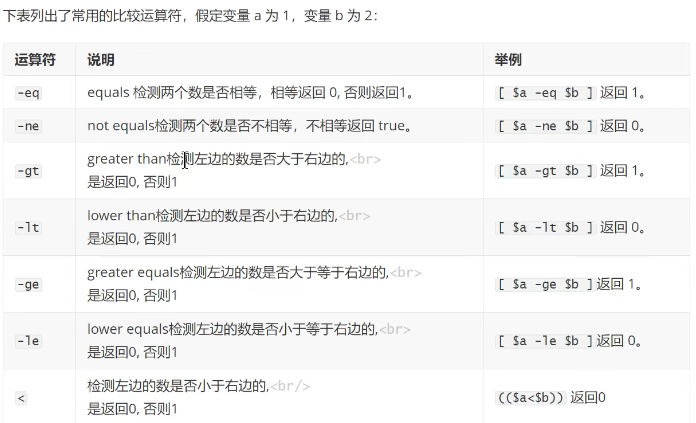 下表列出了常用的比较运算符，假定变量 a 为 1，变量 b 为 2：
运算符 说明 举例
-eq equals 检测两个数是否相等，相等返回 0, 否则返回1。 [ $a -eq $b ] 返回 1。
-ne not equals检测两个数是否不相等，不相等返回 true。 [ $a -ne $b ] 返回 0。
-gt greater than检测左边的数是否大于右边的,<br>
是返回0, 否则1 [ $a -gt $b ] 返回 1。
-lt lower than检测左边的数是否小于右边的,<br>
是返回0, 否则1 [ $a -lt $b ] 返回 0。
-ge greater equals检测左边的数是否大于等于右边的,<br>
是返回0, 否则1 [ $a -ge $b ] 返回 1。
-le lower equals检测左边的数是否小于等于右边的,<br>
是返回0, 否则1 [ $a -le $b ] 返回 0。
< 检测左边的数是否小于右边的,<br/>
是返回0, 否则1 (($a<$b)) 返回0